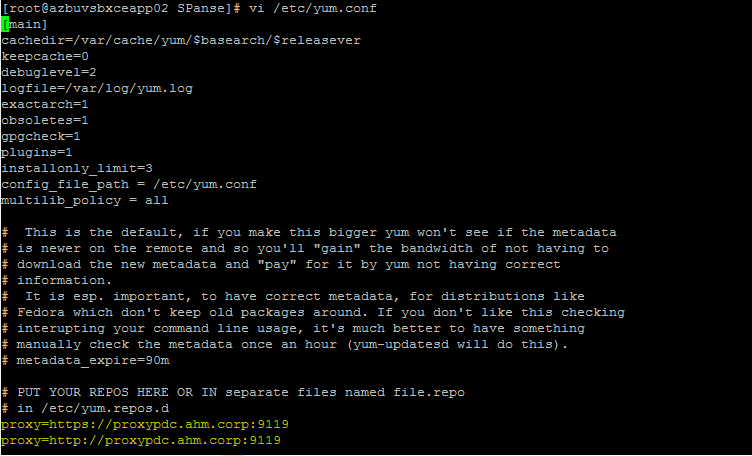 [root@azbuvsbxceapp02 SPanse]# vi /etc/yum.conf
[main]
cachedir=/var/cache/yum/$basearch/$releasever
keepcache=0
debuglevel=2
logfile=/var/log/yum.log
exactarch=1
obsoletes=1
gpgcheck=1
plugins=1
installonly_limit=3
config_file_path = /etc/yum.conf
multilib_policy = all
#  This is the default, if you make this bigger yum won't see if the metadata
# is newer on the remote and so you'll "gain" the bandwidth of not having to
# download the new metadata and "pay" for it by yum not having correct
# information.
#  It is esp. important, to have correct metadata, for distributions like
# Fedora which don't keep old packages around. If you don't like this checking
# interupting your command line usage, it's much better to have something
# manually check the metadata once an hour (yum-updatesd will do this).
# metadata_expire=90m
# PUT YOUR REPOS HERE OR IN separate files named file.repo
# in /etc/yum.repos.d
proxy=https://proxypdc.ahm.corp:9119
proxy=http://proxypdc.ahm.corp:9119